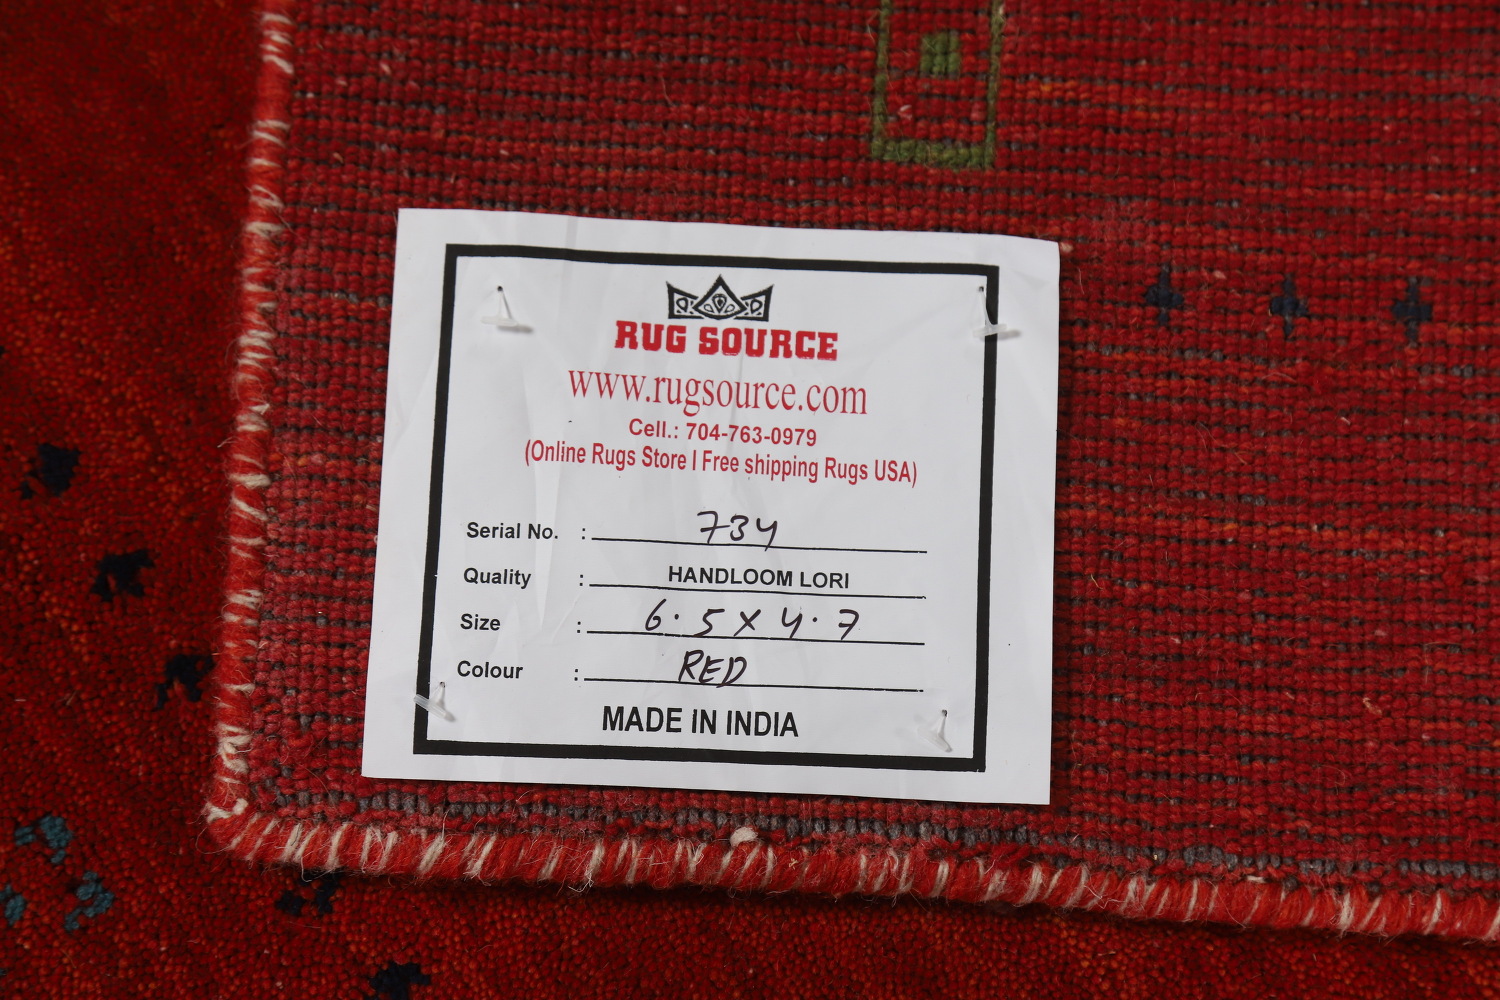 RUG SOURCE
www.rugsource.com
Cell.: 704-763-0979
(Online Rugs Store I Free shipping Rugs USA)
Serial No. : 734
Quality : HANDLOOM LORI
Size : 6.5 X 4.7
Colour : RED
MADE IN INDIA